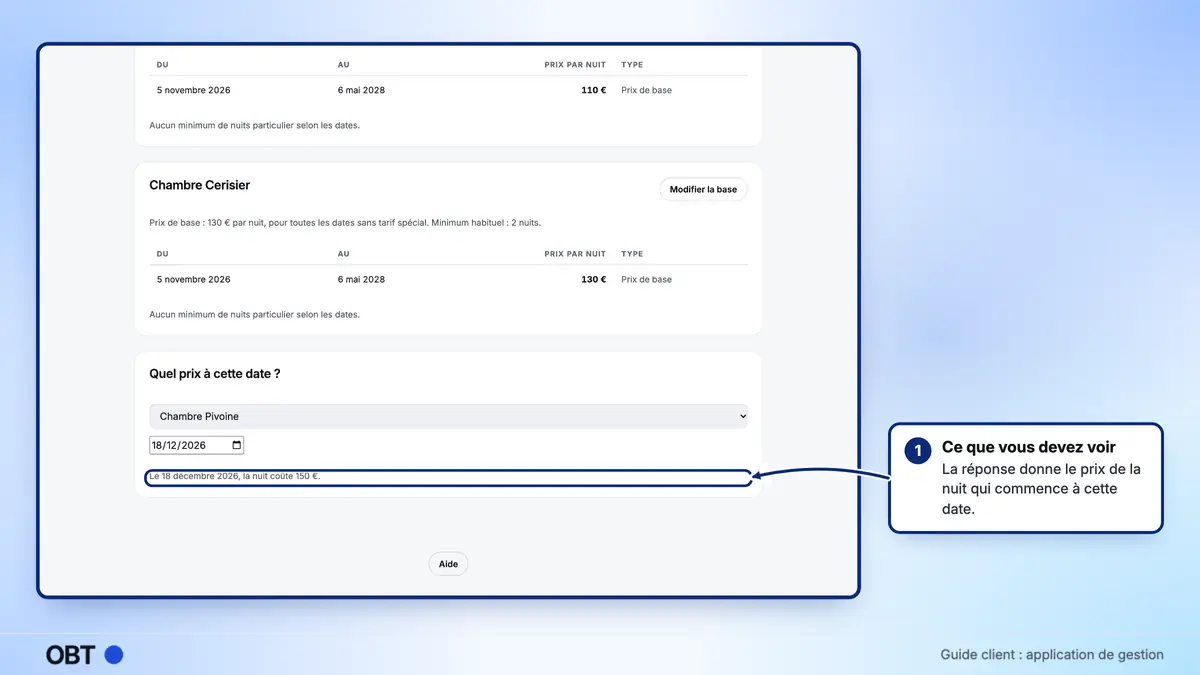 DU AU PRIX PAR NUIT TYPE
5 novembre 2026 6 mai 2028 110 € Prix de base
Aucun minimum de nuits particulier selon les dates.
Chambre Cerisier
Modifier la base
Prix de base : 130 € par nuit, pour toutes les dates sans tarif spécial. Minimum habituel : 2 nuits.
DU AU PRIX PAR NUIT TYPE
5 novembre 2026 6 mai 2028 130 € Prix de base
Aucun minimum de nuits particulier selon les dates.
Quel prix à cette date ?
Chambre Pivoine
18/12/2026
Le 18 décembre 2026, la nuit coûte 150 €.
Aide
1 Ce que vous devez voir
La réponse donne le prix de la
nuit qui commence à cette
date.
OBT
Guide client : application de gestion